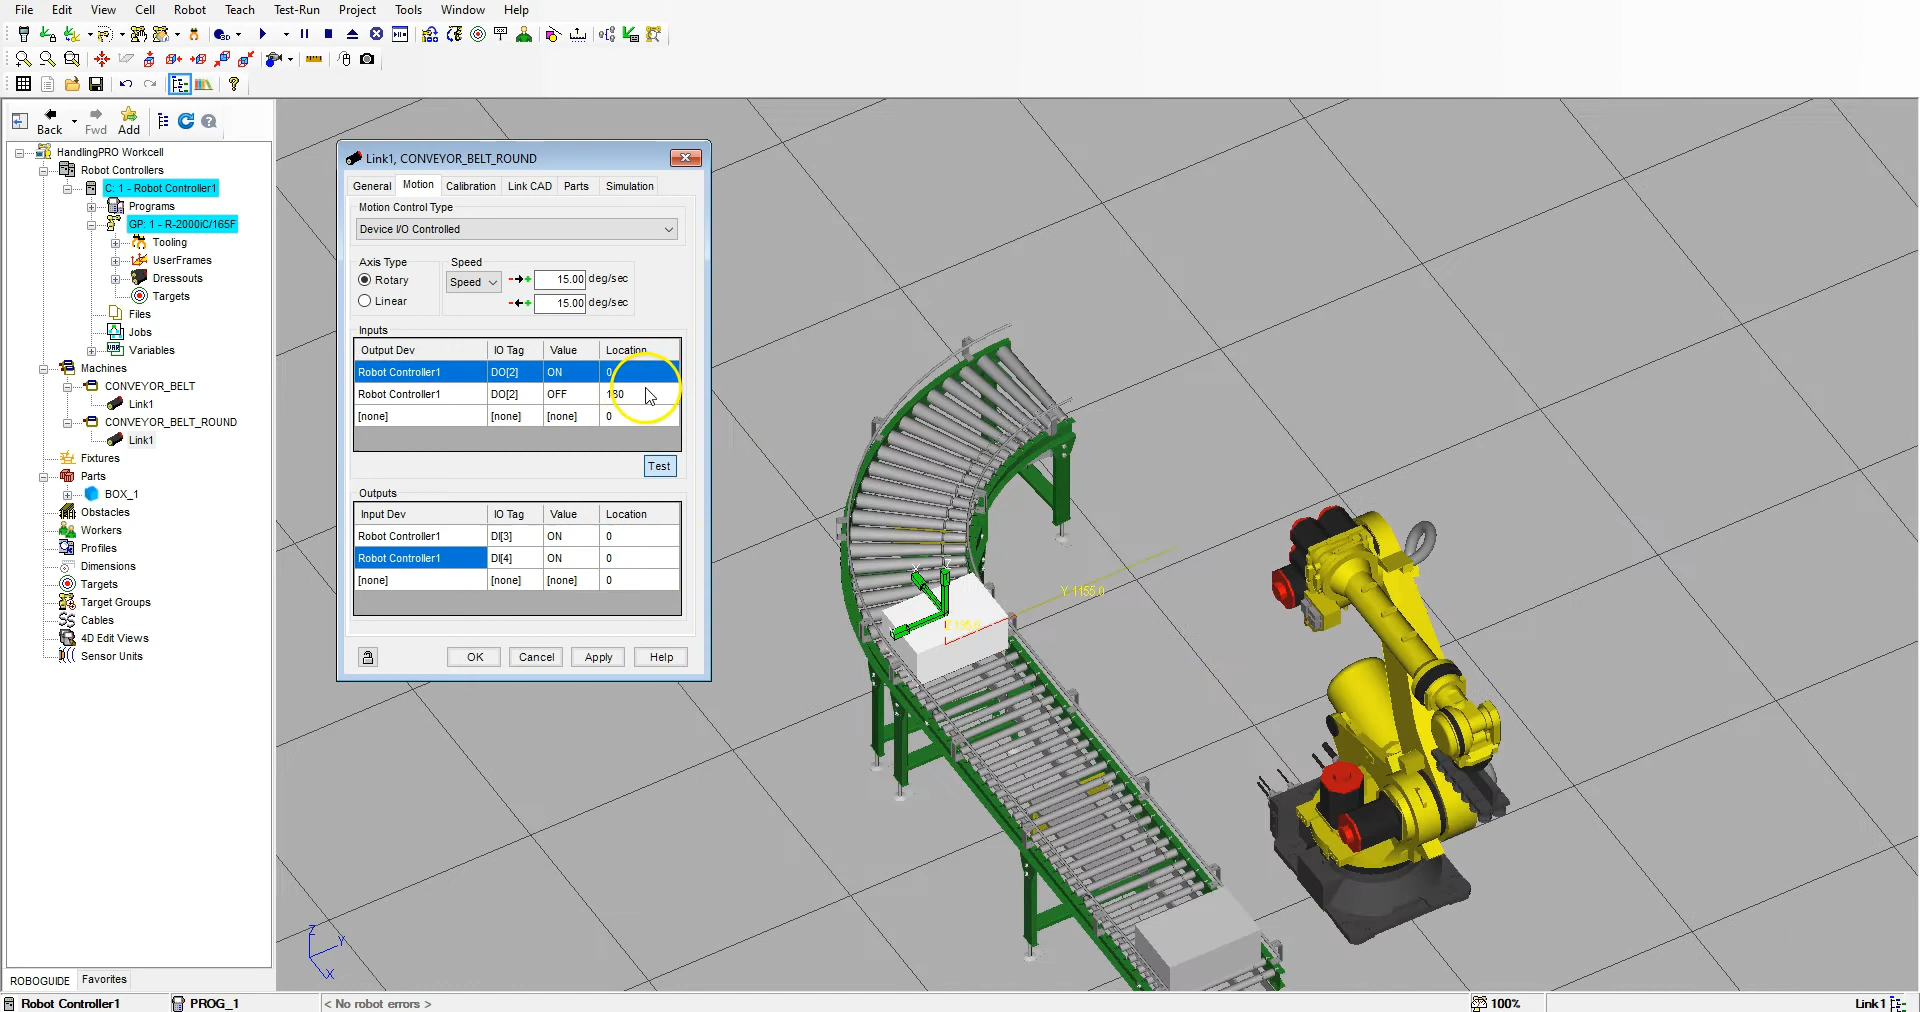 File Edit View Cell Robot Teach Test-Run Project Tools Window Help
Back Fwd Add
HandlingPRO Workcell
Robot Controllers
C: 1 - Robot Controller1
Programs
GP: 1 - R-2000iC/165F
Tooling
UserFrames
Dressouts
Targets
Files
Jobs
Variables
Machines
CONVEYOR_BELT
Link1
CONVEYOR_BELT_ROUND
Link1
Fixtures
Parts
BOX_1
Obstacles
Workers
Profiles
Dimensions
Targets
Target Groups
Cables
4D Edit Views
Sensor Units
ROBOGUIDE Favorites
Link1, CONVEYOR_BELT_ROUND
General Motion Calibration Link CAD Parts Simulation
Motion Control Type
Device I/O Controlled
Axis Type
Rotary
Linear
Speed
Speed 15.00 deg/sec
15.00 deg/sec
Inputs
Output Dev IO Tag Value Location
Robot Controller1 DO[2] ON 0
Robot Controller1 DO[2] OFF 180
[none] [none] [none] 0
Test
Outputs
Input Dev IO Tag Value Location
Robot Controller1 DI[3] ON 0
Robot Controller1 DI[4] ON 0
[none] [none] [none] 0
OK Cancel Apply Help
Y 1155.0
Z 195.0
Z
Y
X
Robot Controller1 PROG_1 < No robot errors > 100% Link1